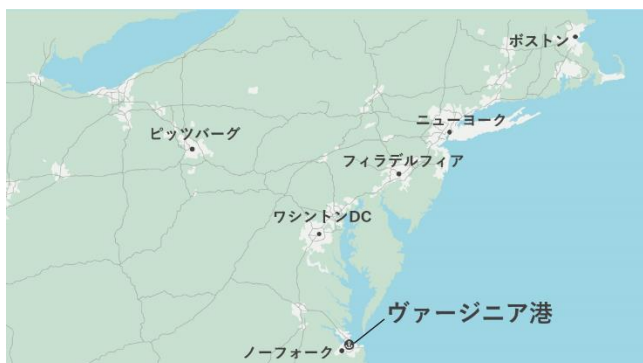 ボストン
ニューヨーク
ピッツバーグ
フィラデルフィア
ワシントンDC
ヴァージニア港
ノーフォーク